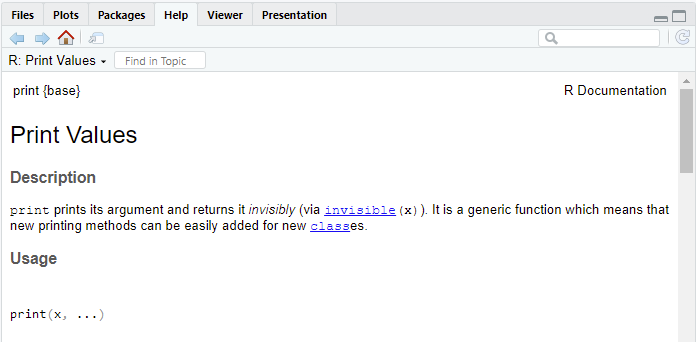 Files Plots Packages Help Viewer Presentation
R: Print Values Find in Topic
print {base} R Documentation
Print Values
Description
print prints its argument and returns it invisibly (via invisible(x)). It is a generic function which means that
new printing methods can be easily added for new classes.
Usage
print(x, ...)